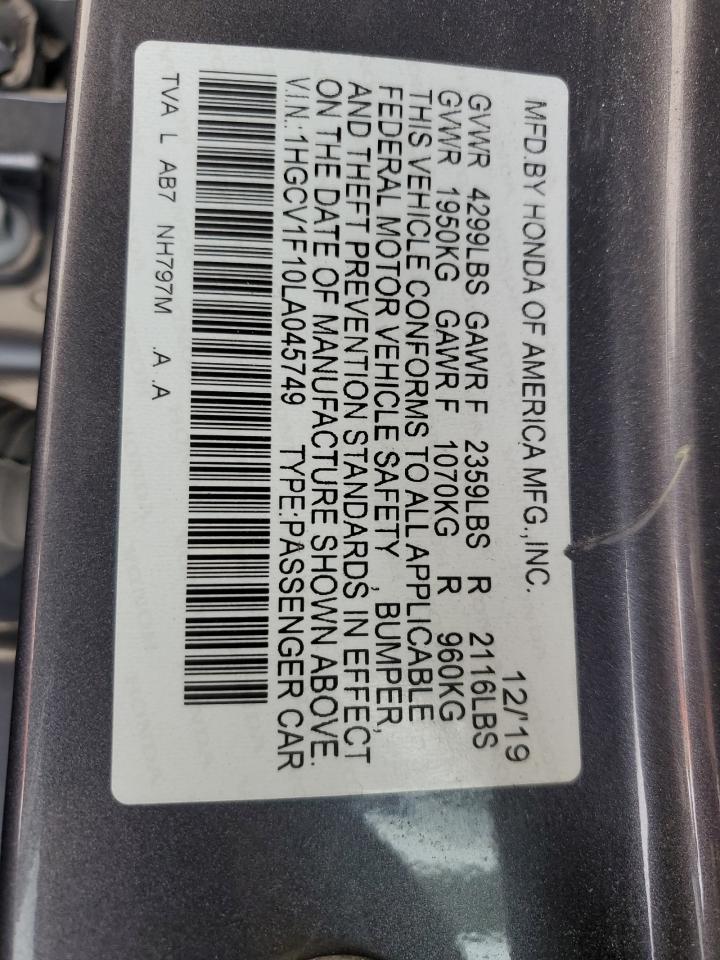 MFD.BY HONDA OF AMERICA MFG.,INC. 12/'19
GVWR 4299LBS GAWR F 2359LBS R 2116LBS
GVWR 1950KG GAWR F 1070KG R 960KG
THIS VEHICLE CONFORMS TO ALL APPLICABLE
FEDERAL MOTOR VEHICLE SAFETY , BUMPER,
AND THEFT PREVENTION STANDARDS IN EFFECT
ON THE DATE OF MANUFACTURE SHOWN ABOVE.
V.I.N.: 1HGCV1F10LA045749 TYPE:PASSENGER CAR
TVA L AB7 NH797M .A .A